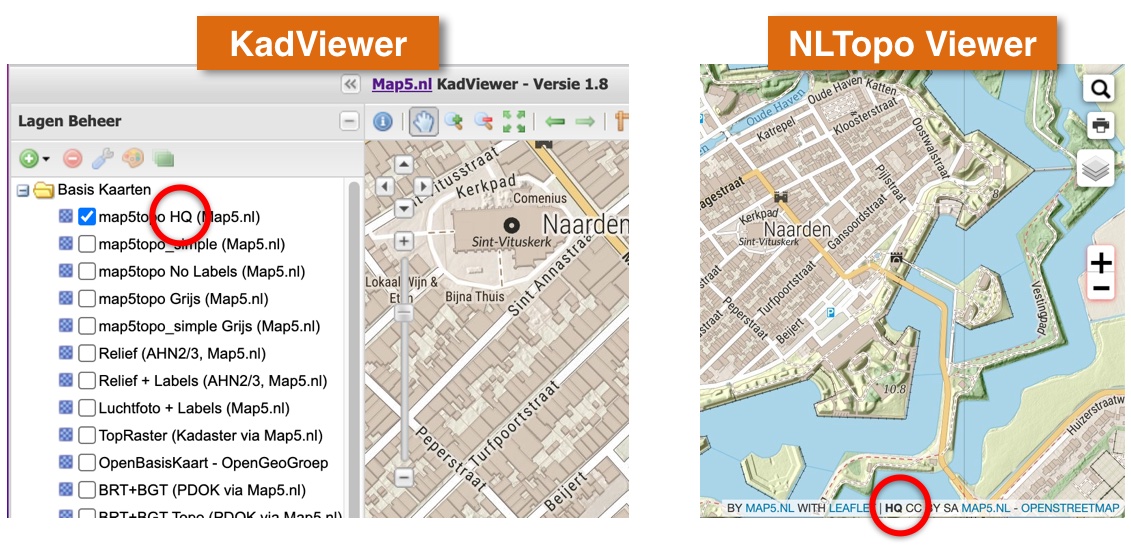 KadViewer
NLTopo Viewer
Map5.nl KadViewer - Versie 1.8
Lagen Beheer
Basis Kaarten
map5topo HQ (Map5.nl)
map5topo_simple (Map5.nl)
map5topo No Labels (Map5.nl)
map5topo Grijs (Map5.nl)
map5topo_simple Grijs (Map5.nl)
Relief (AHN2/3, Map5.nl)
Relief + Labels (AHN2/3, Map5.nl)
Luchtfoto + Labels (Map5.nl)
TopRaster (Kadaster via Map5.nl)
OpenBasisKaart - OpenGeoGroep
BRT+BGT (PDOK via Map5.nl)
BRT+BGT Topo (PDOK via Map5.nl)
itusstraat
Kerkpad
Comenius
Naarden
Sint-Vituskerk
Lokaal Wijn &
Eten
Bijna Thuis
Sint Annastraat
Turfpoortstraat
Peperstraat
Beijert
Oude Haven
Oude Haven
Katten
Katrepel
Kloosterstraat
Oostwalstraat
agestraat
Pijlstraat
8
Kerkpad
Naarden
Sint-Vituskerk
Gansoordstraat
straat
Turfpoortstraat
Peperstraat
Beijert
P
Vestingpad
10.8
Huizerstraatw
BY MAP5.NL WITH LEAFLET | HQ CC BY SA MAP5.NL - OPENSTREETMAP